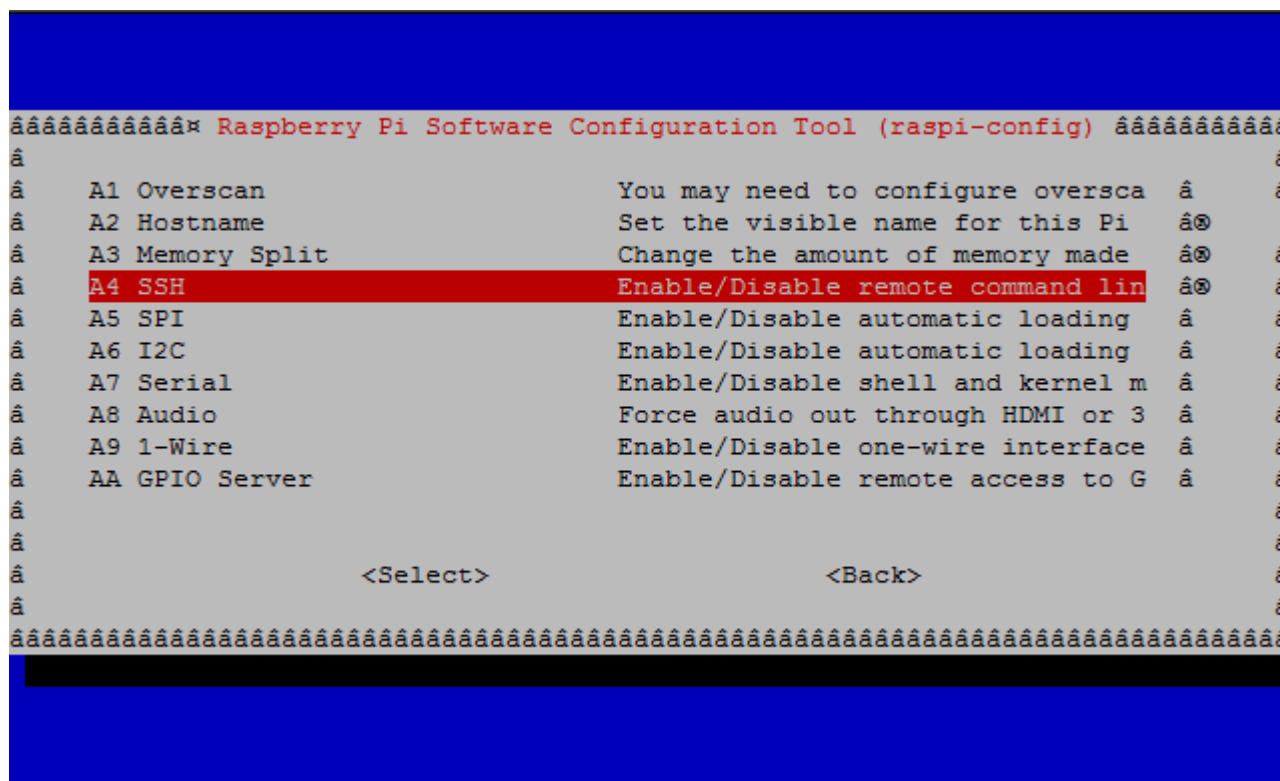 âââââââââââ¤ Raspberry Pi Software Configuration Tool (raspi-config) ââââââââââ
â
â A1 Overscan You may need to configure oversca â
â A2 Hostname Set the visible name for this Pi â®
â A3 Memory Split Change the amount of memory made â®
â A4 SSH Enable/Disable remote command lin â®
â A5 SPI Enable/Disable automatic loading â
â A6 I2C Enable/Disable automatic loading â
â A7 Serial Enable/Disable shell and kernel m â
â A8 Audio Force audio out through HDMI or 3 â
â A9 1-Wire Enable/Disable one-wire interface â
â AA GPIO Server Enable/Disable remote access to G â
â
â
â <Select> <Back>
â
âââââââââââââââââââââââââââââââââââââââââââââââââââââââââââââââââââââââââââââââ